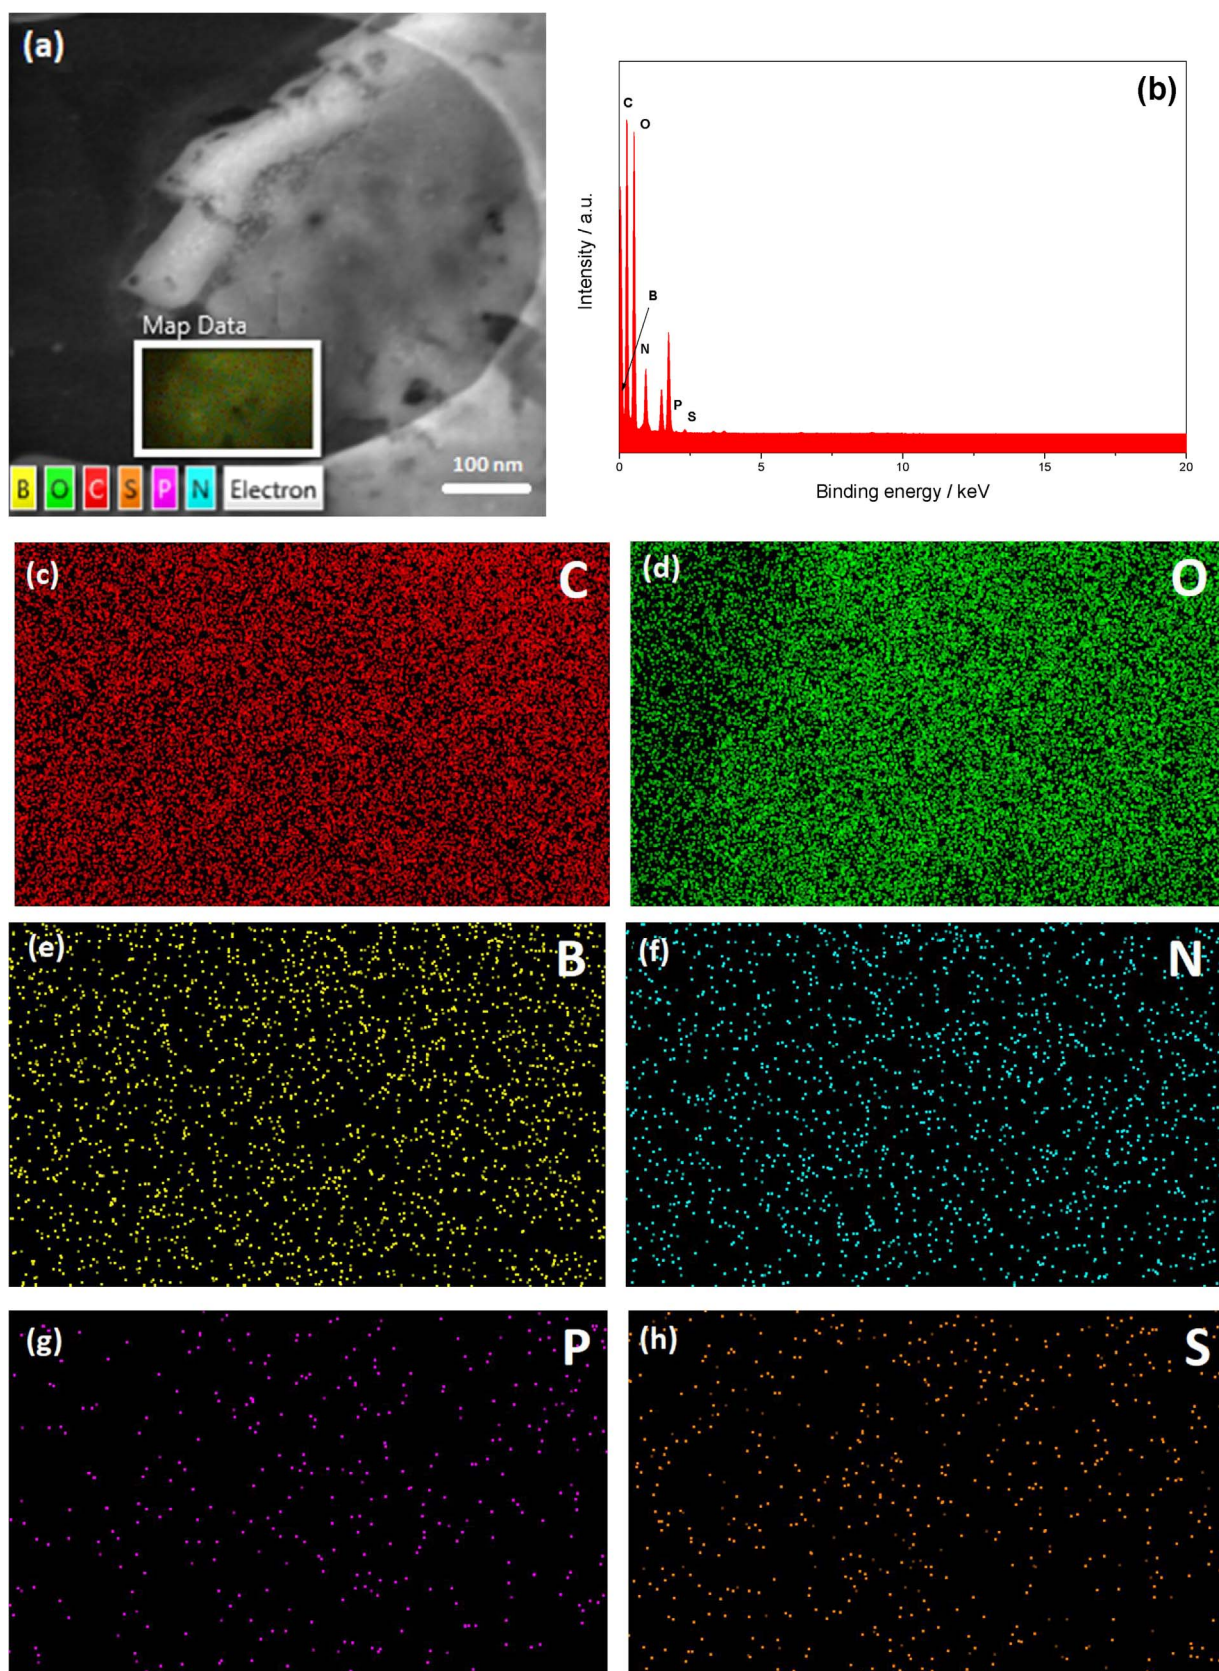 (a)
Map Data
B O C S P N Electron
100 nm
(b)
C
O
B
N
P
S
Intensity / a.u.
0 5 10 15 20
Binding energy / keV
(c) C
(d) O
(e) B
(f) N
(g) P
(h) S